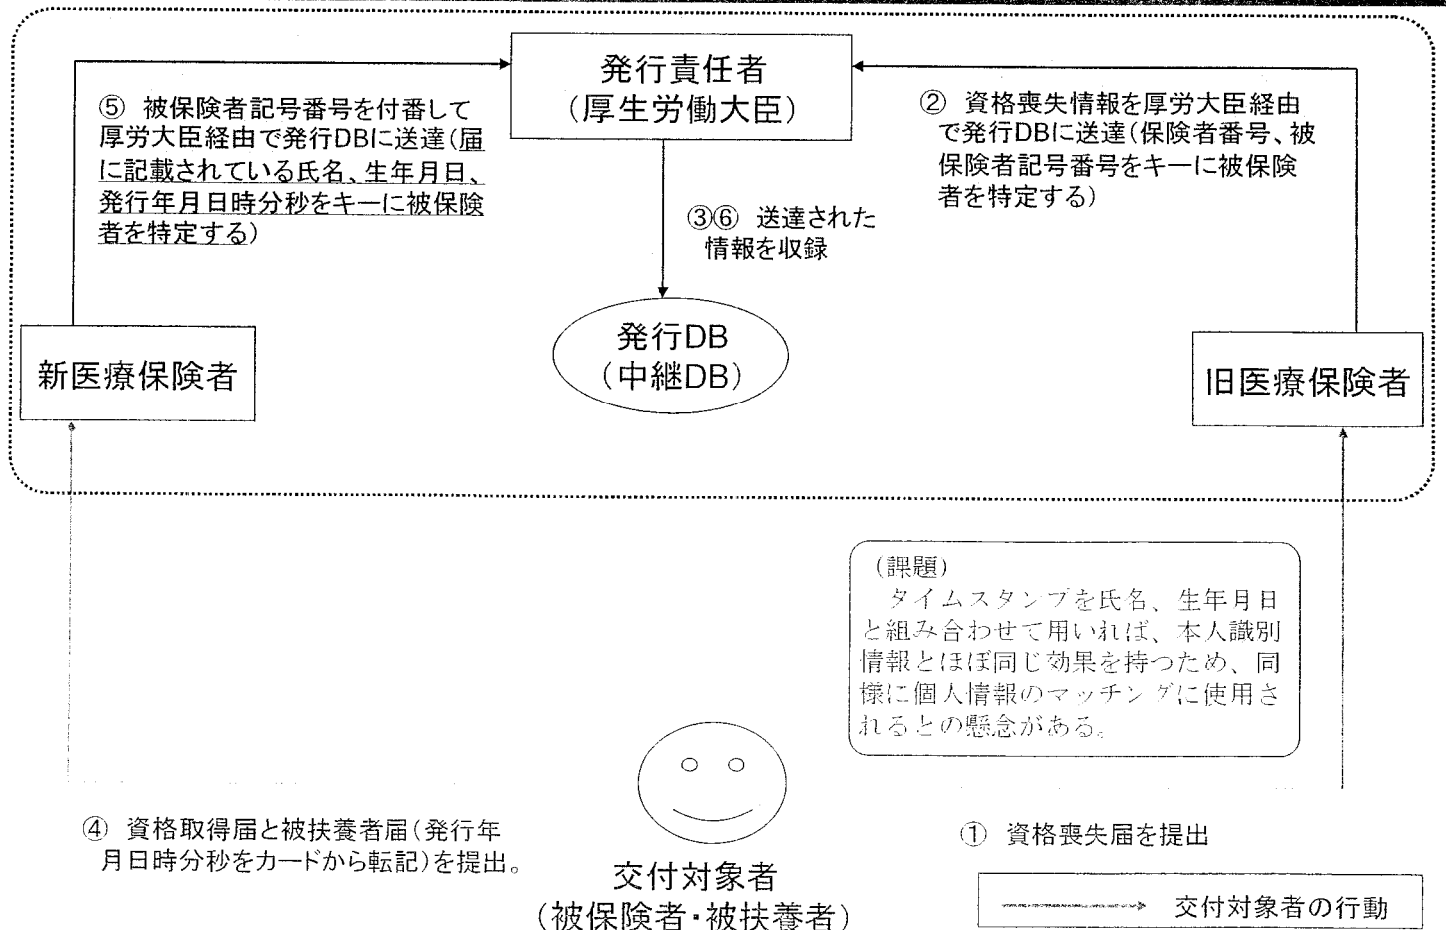 発行責任者
（厚生労働大臣）
⑤ 被保険者記号番号を付番して
厚労大臣経由で発行DBに送達（届
に記載されている氏名、生年月日、
発行年月日時分秒をキーに被保険
者を特定する）
② 資格喪失情報を厚労大臣経由
で発行DBに送達（保険者番号、被
保険者記号番号をキーに被保険
者を特定する）
③⑥ 送達された
情報を収録
発行DB
（中継DB）
新医療保険者
旧医療保険者
（課題）
タイムスタンプを氏名、生年月日
と組み合わせて用いれば、本人識別
情報とほぼ同じ効果を持つため、同
様に個人情報のマッチングに使用さ
れるとの懸念がある。
④ 資格取得届と被扶養者届（発行年
月日時分秒をカードから転記）を提出。
① 資格喪失届を提出
交付対象者
（被保険者・被扶養者）
交付対象者の行動